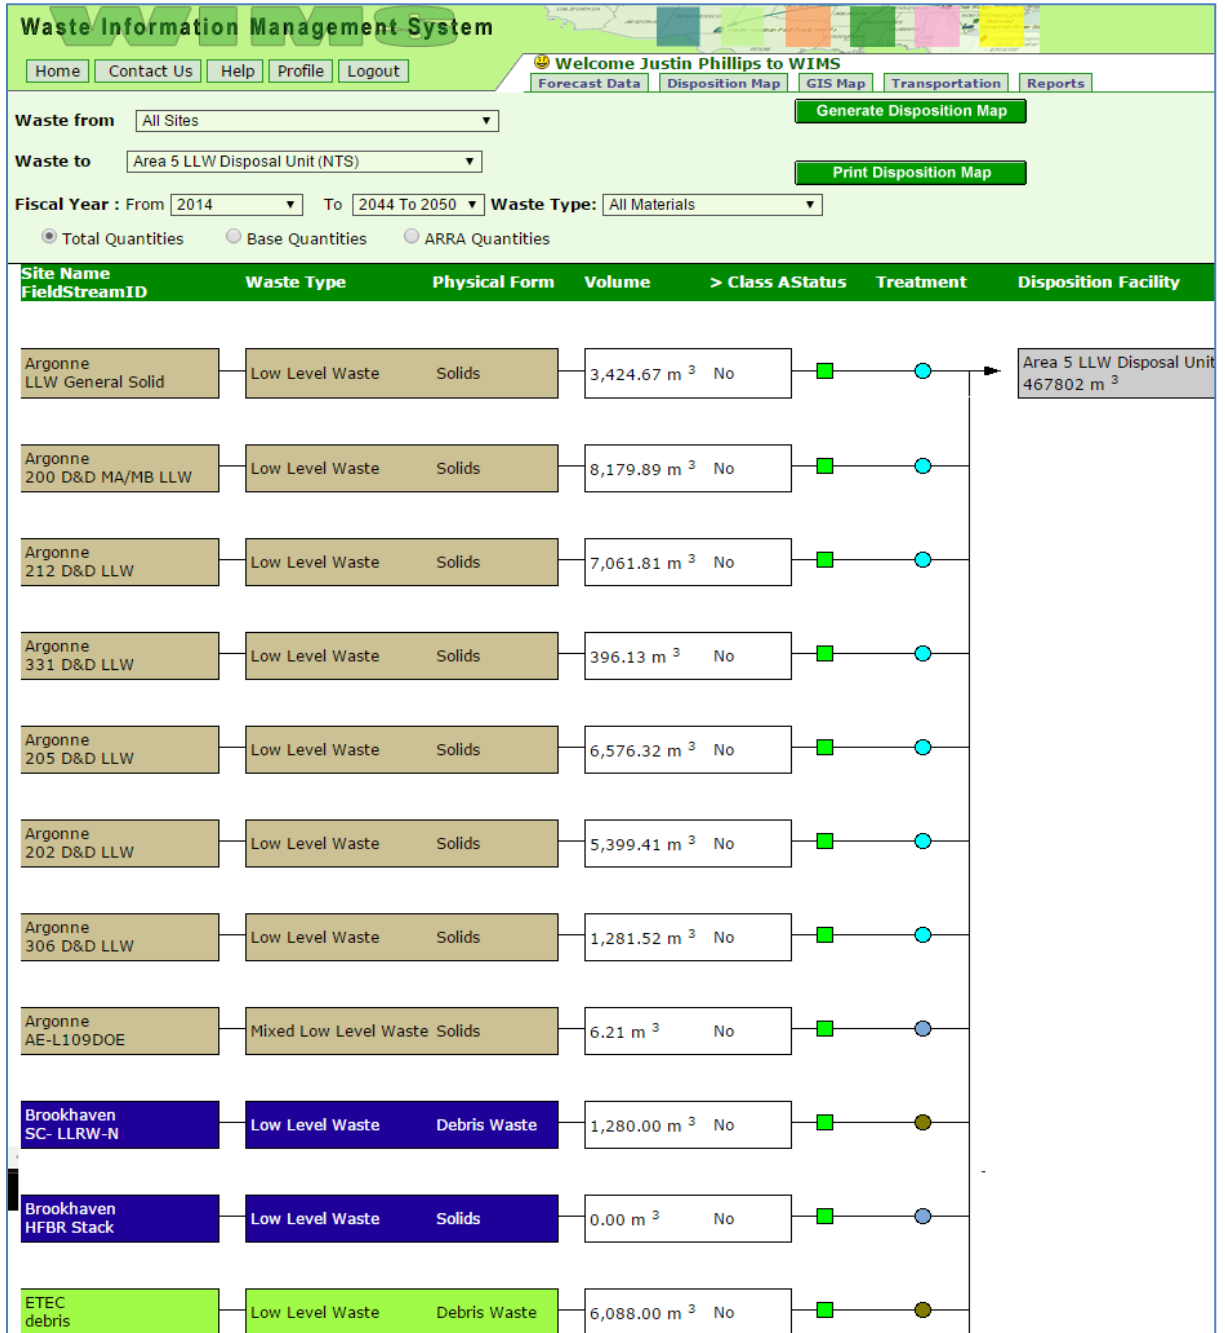 Waste Information Management System
Home Contact Us Help Profile Logout
Welcome Justin Phillips to WIMS
Forecast Data Disposition Map GIS Map Transportation Reports
Waste from All Sites
Generate Disposition Map
Waste to Area 5 LLW Disposal Unit (NTS)
Print Disposition Map
Fiscal Year : From 2014 To 2044 To 2050 Waste Type: All Materials
Total Quantities Base Quantities ARRA Quantities
Site Name
FieldStreamID Waste Type Physical Form Volume > Class A Status Treatment Disposition Facility
Argonne
LLW General Solid Low Level Waste Solids 3,424.67 m 3 No
Area 5 LLW Disposal Unit
467802 m 3
Argonne
200 D&D MA/MB LLW Low Level Waste Solids 8,179.89 m 3 No
Argonne
212 D&D LLW Low Level Waste Solids 7,061.81 m 3 No
Argonne
331 D&D LLW Low Level Waste Solids 396.13 m 3 No
Argonne
205 D&D LLW Low Level Waste Solids 6,576.32 m 3 No
Argonne
202 D&D LLW Low Level Waste Solids 5,399.41 m 3 No
Argonne
306 D&D LLW Low Level Waste Solids 1,281.52 m 3 No
Argonne
AE-L109DOE Mixed Low Level Waste Solids 6.21 m 3 No
Brookhaven
SC- LLRW-N Low Level Waste Debris Waste 1,280.00 m 3 No
Brookhaven
HFBR Stack Low Level Waste Solids 0.00 m 3 No
ETEC
debris Low Level Waste Debris Waste 6,088.00 m 3 No